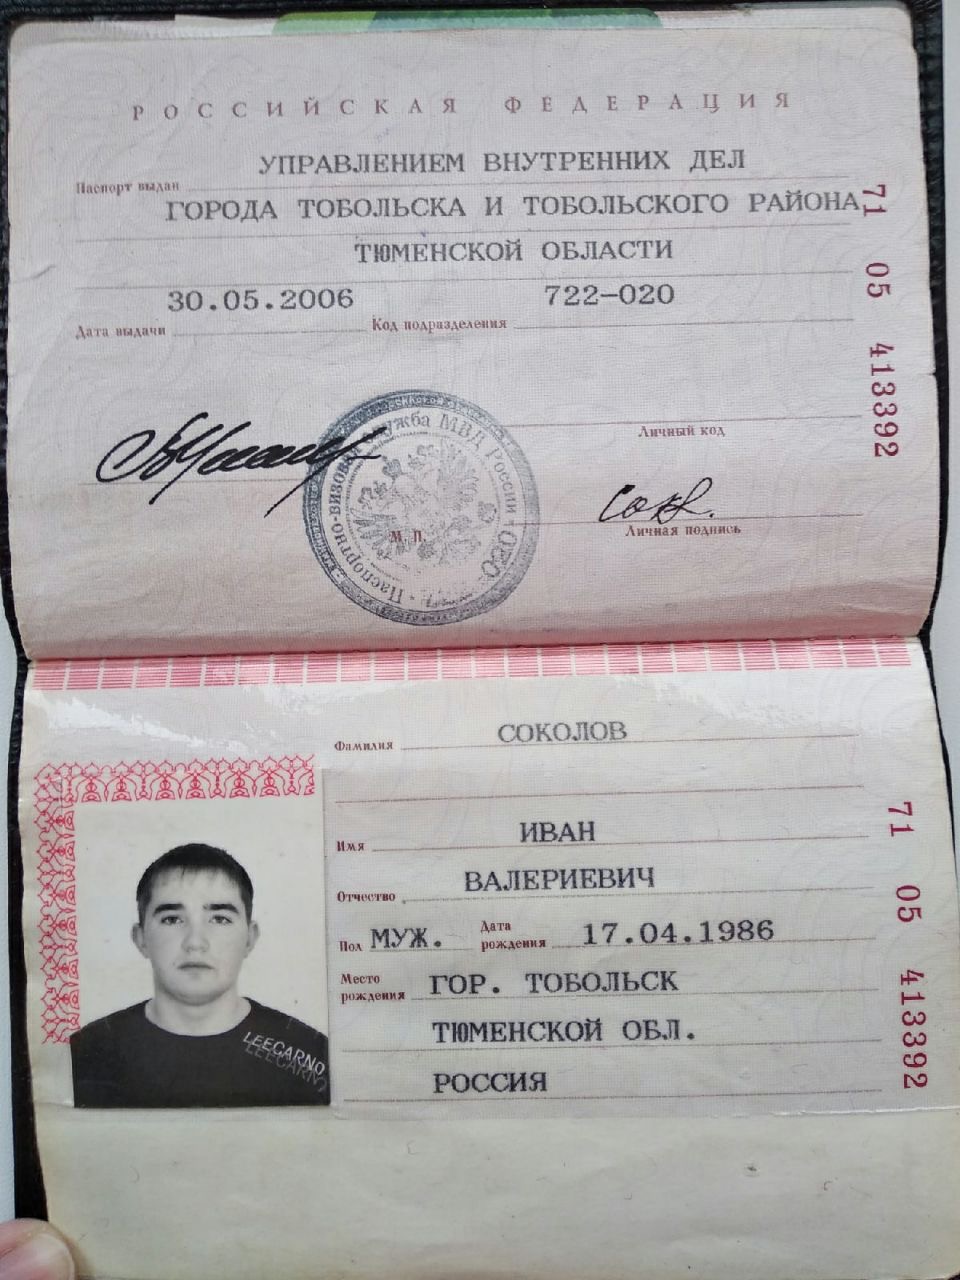 РОССИЙСКАЯ ФЕДЕРАЦИЯ
УПРАВЛЕНИЕМ ВНУТРЕННИХ ДЕЛ
Паспорт выдан
ГОРОДА ТОБОЛЬСКА И ТОБОЛЬСКОГО РАЙОНА
ТЮМЕНСКОЙ ОБЛАСТИ
30.05.2006 722-020
Дата выдачи Код подразделения
71 05 413392
Личный код
Паспортно-визовая служба МВД России
М.П.
Личная подпись
СОКОЛОВ
Фамилия
ИВАН
Имя
ВАЛЕРИЕВИЧ
Отчество
Пол МУЖ. Дата рождения 17.04.1986
Место рождения ГОР. ТОБОЛЬСК
ТЮМЕНСКОЙ ОБЛ.
РОССИЯ
71 05 413392
LEECARNO